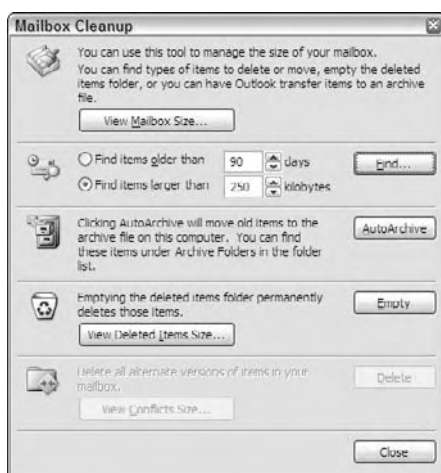 Mailbox Cleanup
You can use this tool to manage the size of your mailbox.
You can find types of items to delete or move, empty the deleted
items folder, or you can have Outlook transfer items to an archive
file.
View Mailbox Size...
Find items older than 90 days
Find...
Find items larger than 250 kilobytes
Clicking AutoArchive will move old items to the
archive file on this computer. You can find
these items under Archive Folders in the folder
list.
AutoArchive
Emptying the deleted items folder permanently
deletes those items.
Empty
View Deleted Items Size...
Delete all alternate versions of items in your
mailbox.
Delete
View Conflicts Size...
Close